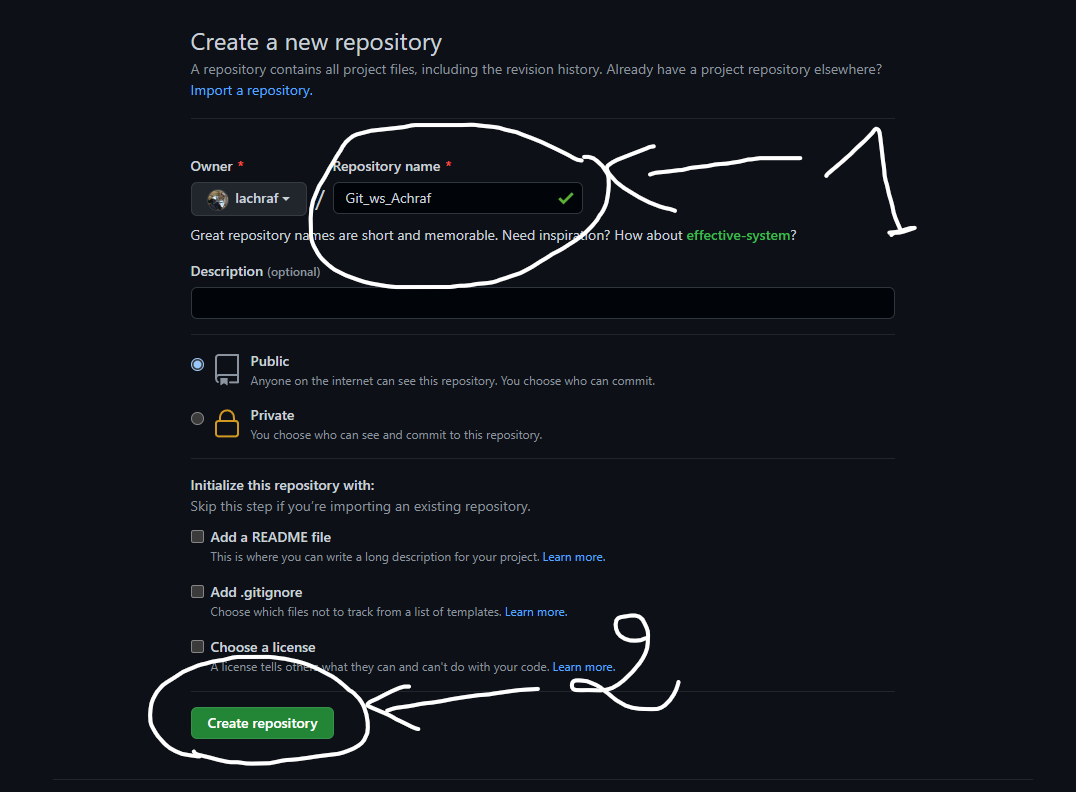 Create a new repository
A repository contains all project files, including the revision history. Already have a project repository elsewhere?
Import a repository.
Owner * Repository name *
lachraf / Git_ws_Achraf
1
Great repository names are short and memorable. Need inspiration? How about effective-system?
Description (optional)
Public
Anyone on the internet can see this repository. You choose who can commit.
Private
You choose who can see and commit to this repository.
Initialize this repository with:
Skip this step if you're importing an existing repository.
Add a README file
This is where you can write a long description for your project. Learn more.
Add .gitignore
Choose which files not to track from a list of templates. Learn more.
Choose a license
A license tells others what they can and can't do with your code. Learn more.
2
Create repository